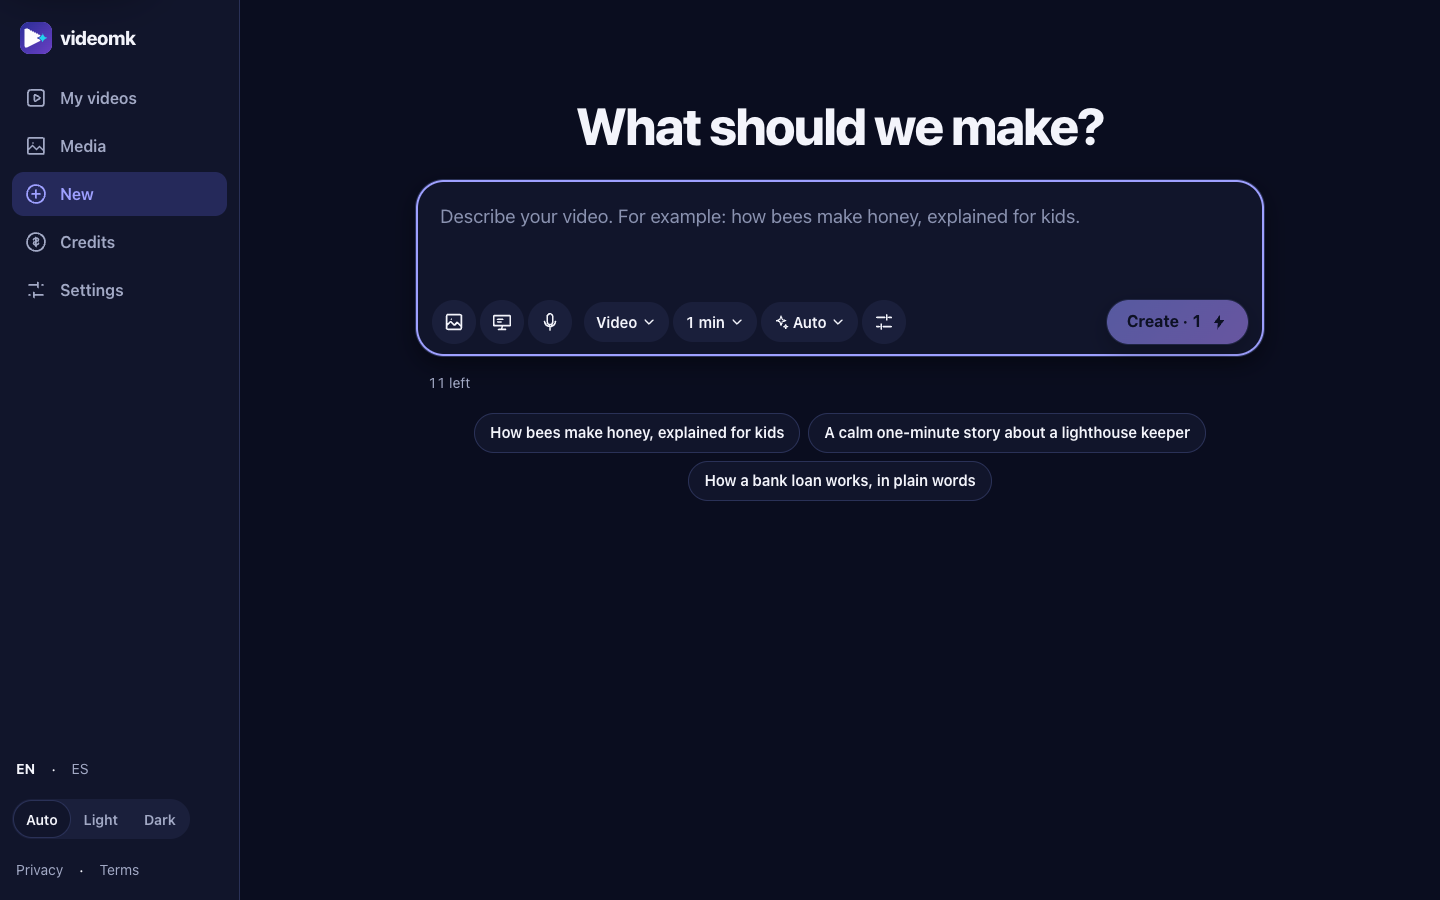 videomk
My videos
Media
New
Credits
Settings
What should we make?
Describe your video. For example: how bees make honey, explained for kids.
Video
1 min
Auto
Create · 1
11 left
How bees make honey, explained for kids
A calm one-minute story about a lighthouse keeper
How a bank loan works, in plain words
EN · ES
Auto Light Dark
Privacy · Terms